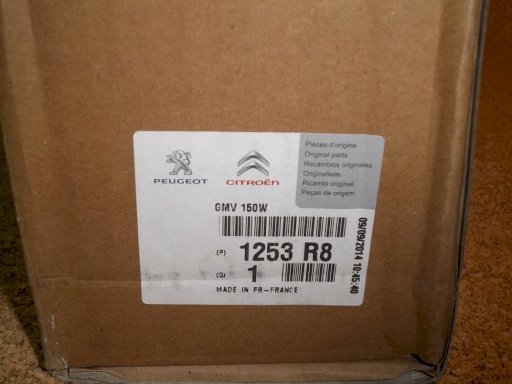 PEUGEOT
CITROËN
Pièces d'origine
Original parts
Recambios originales
Originalteile
Ricambi originali
Peças de origem
GMV 150W
(P) 1253 R8
(Q) 1
MADE IN FR-FRANCE
09/09/2014 10:45:40